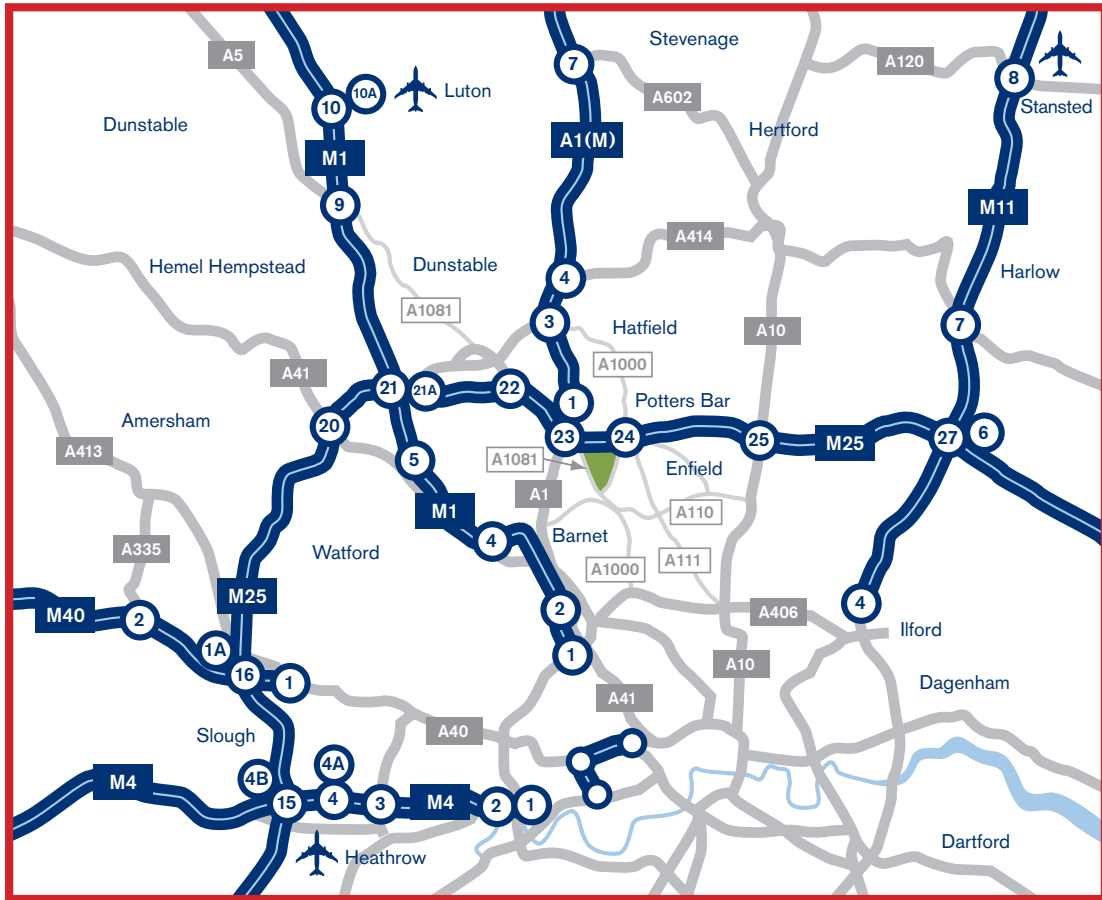 Stevenage
A5
7
A120
8
10A
10
Luton
A602
Stansted
Dunstable
Hertford
A1(M)
M1
9
M11
A414
Hemel Hempstead
Dunstable
4
Harlow
A1081
3
Hatfield
A10
7
A1000
A41
21
21A
22
1
Potters Bar
Amersham
20
23
24
25
M25
27
6
A413
5
A1081
Enfield
A1
M1
A110
Barnet
4
A335
Watford
A1000
A111
M25
M40
2
2
A406
4
Ilford
1A
1
A10
16
1
Dagenham
A41
Slough
A40
4B
4A
M4
15
4
3
M4
2
1
Dartford
Heathrow